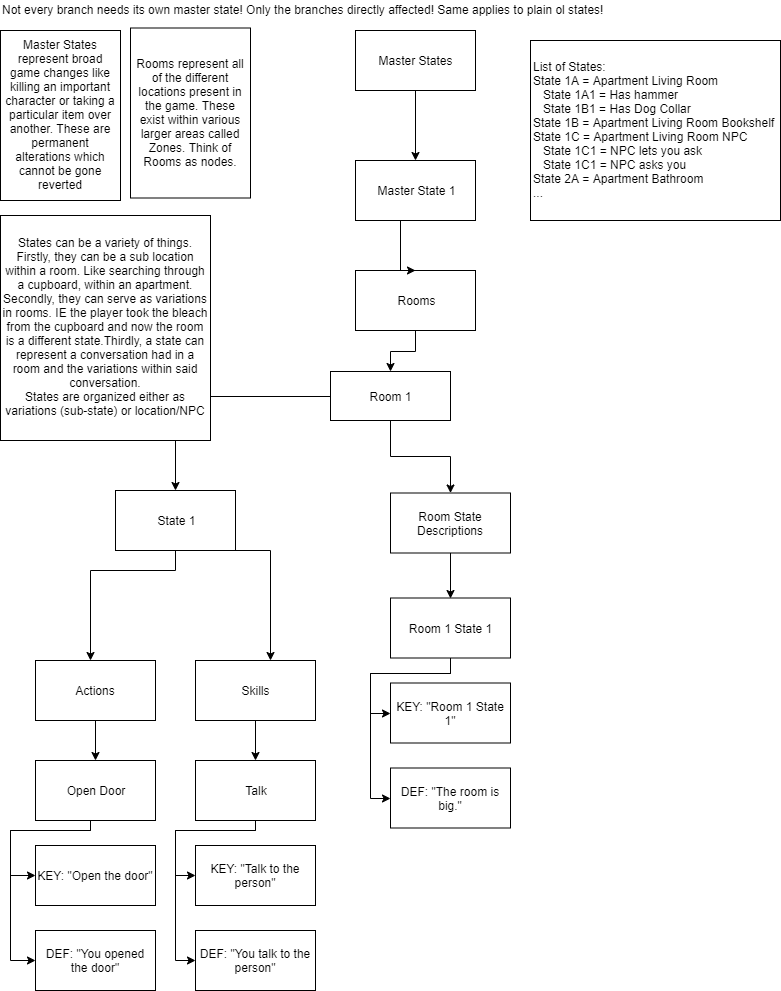 Not every branch needs its own master state! Only the branches directly affected! Same applies to plain ol states!
Master States
represent broad
game changes like
killing an important
character or taking a
particular item over
another. These are
permanent
alterations which
cannot be gone
reverted
Rooms represent all
of the different
locations present in
the game. These
exist within various
larger areas called
Zones. Think of
Rooms as nodes.
Master States
List of States:
State 1A = Apartment Living Room
State 1A1 = Has hammer
State 1B1 = Has Dog Collar
State 1B = Apartment Living Room Bookshelf
State 1C = Apartment Living Room NPC
State 1C1 = NPC lets you ask
State 1C1 = NPC asks you
State 2A = Apartment Bathroom
...
Master State 1
States can be a variety of things.
Firstly, they can be a sub location
within a room. Like searching through
a cupboard, within an apartment.
Secondly, they can serve as variations
in rooms. IE the player took the bleach
from the cupboard and now the room
is a different state.Thirdly, a state can
represent a conversation had in a
room and the variations within said
conversation.
States are organized either as
variations (sub-state) or location/NPC
Rooms
Room 1
State 1
Room State
Descriptions
Room 1 State 1
Actions
Skills
KEY: "Room 1 State
1"
Open Door
Talk
DEF: "The room is
big."
KEY: "Open the door"
KEY: "Talk to the
person"
DEF: "You opened
the door"
DEF: "You talk to the
person"